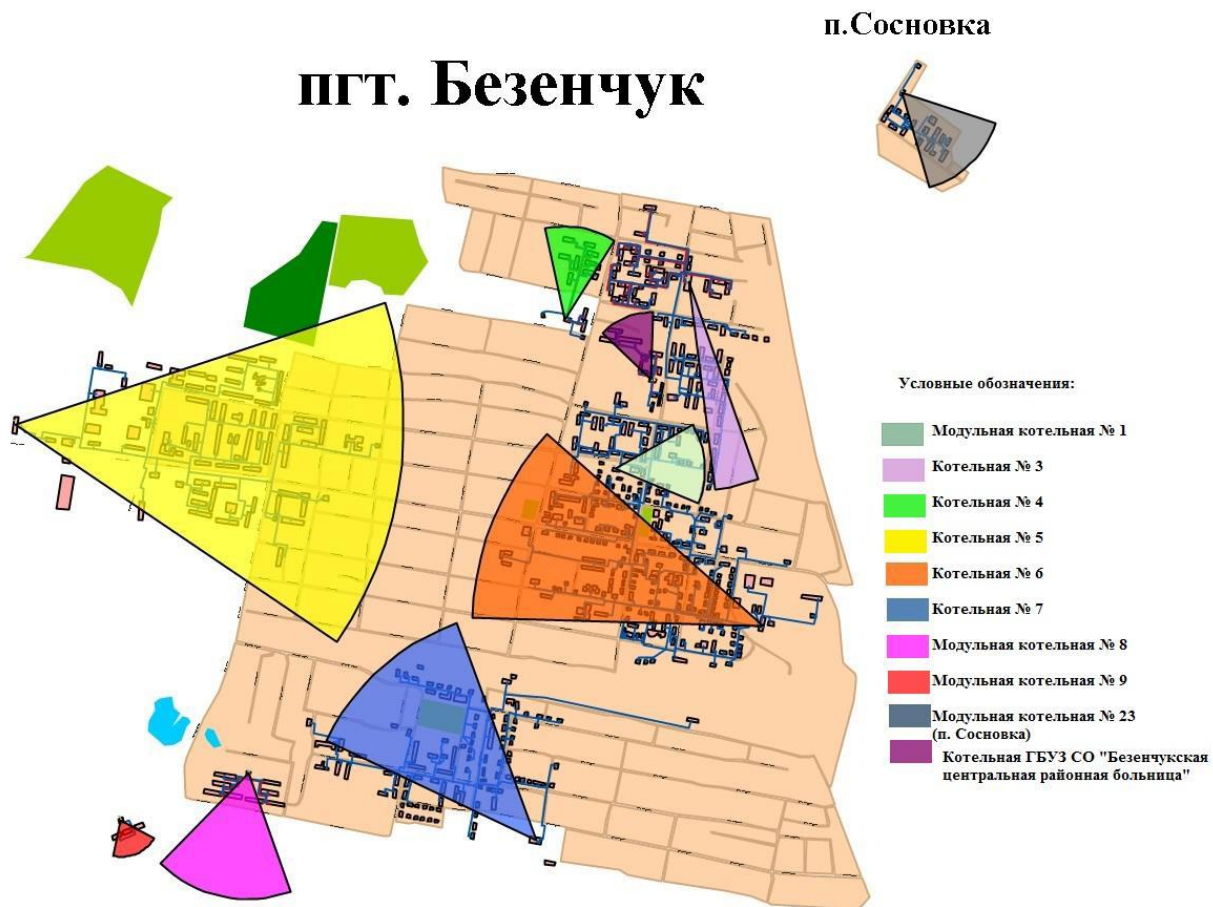 п.Сосновка
пгт. Безенчук
Условные обозначения:
Модульная котельная № 1
Котельная № 3
Котельная № 4
Котельная № 5
Котельная № 6
Котельная № 7
Модульная котельная № 8
Модульная котельная № 9
Модульная котельная № 23
(п. Сосновка)
Котельная ГБУЗ СО "Безенчукская
центральная районная больница"